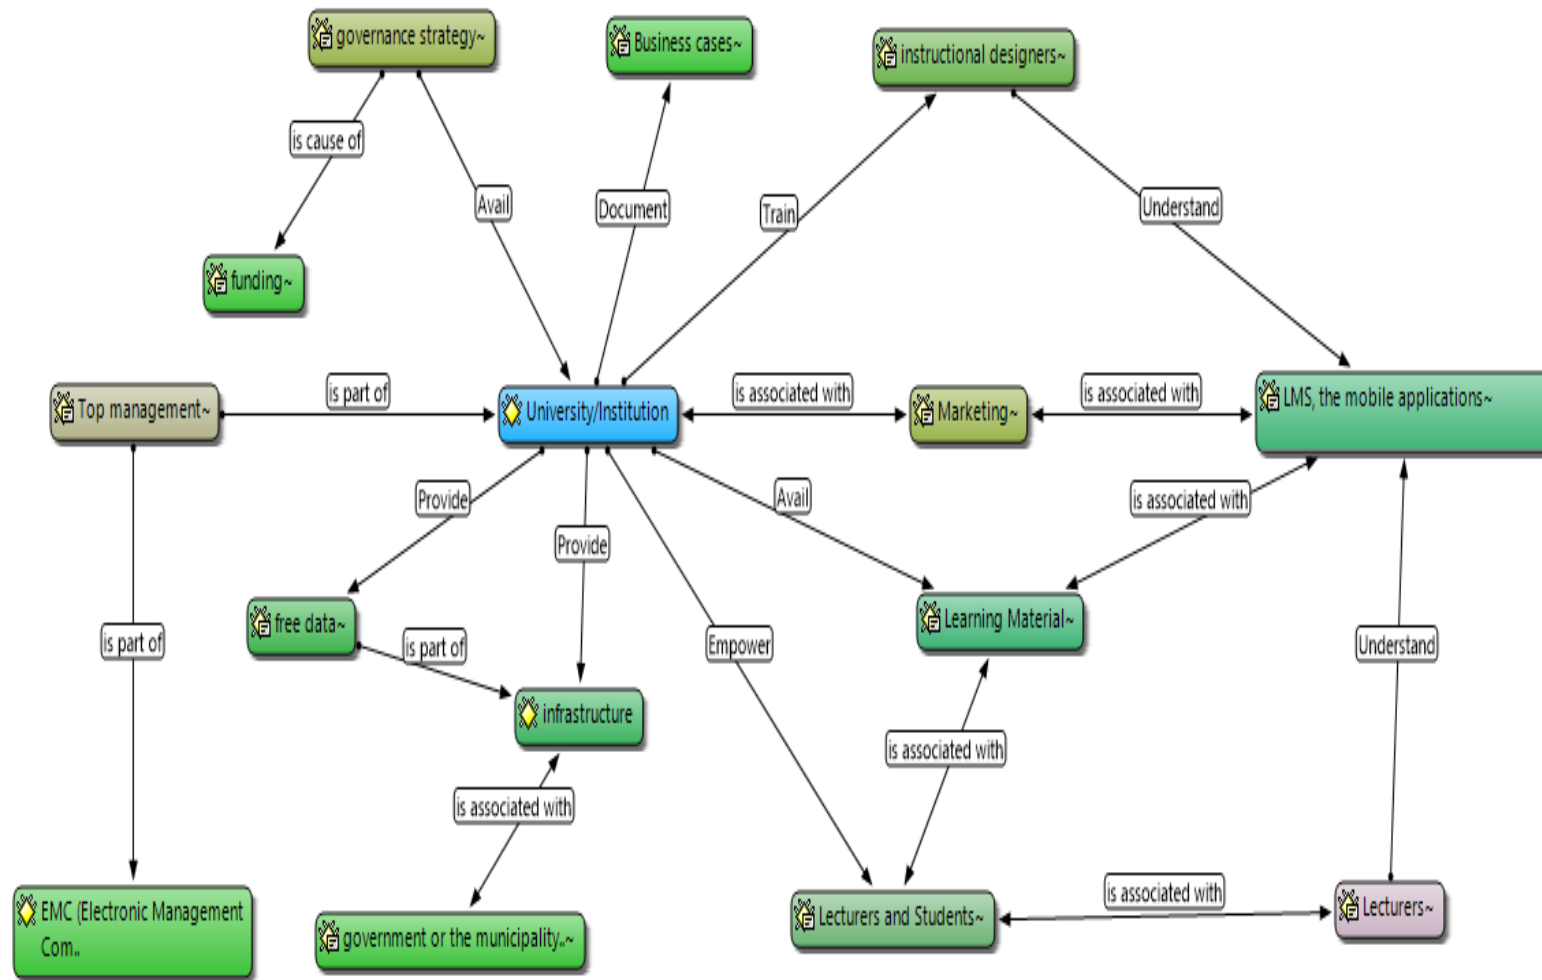 governance strategy~
Business cases~
instructional designers~
is cause of
Avail
Document
Train
Understand
funding~
Top management~
is part of
University/Institution
is associated with
Marketing~
is associated with
LMS, the mobile applications~
Provide
Provide
Avail
is associated with
free data~
is part of
is part of
Empower
Learning Material~
Understand
infrastructure
is associated with
is associated with
EMC (Electronic Management
Com..
government or the municipality..~
Lecturers and Students~
is associated with
Lecturers~